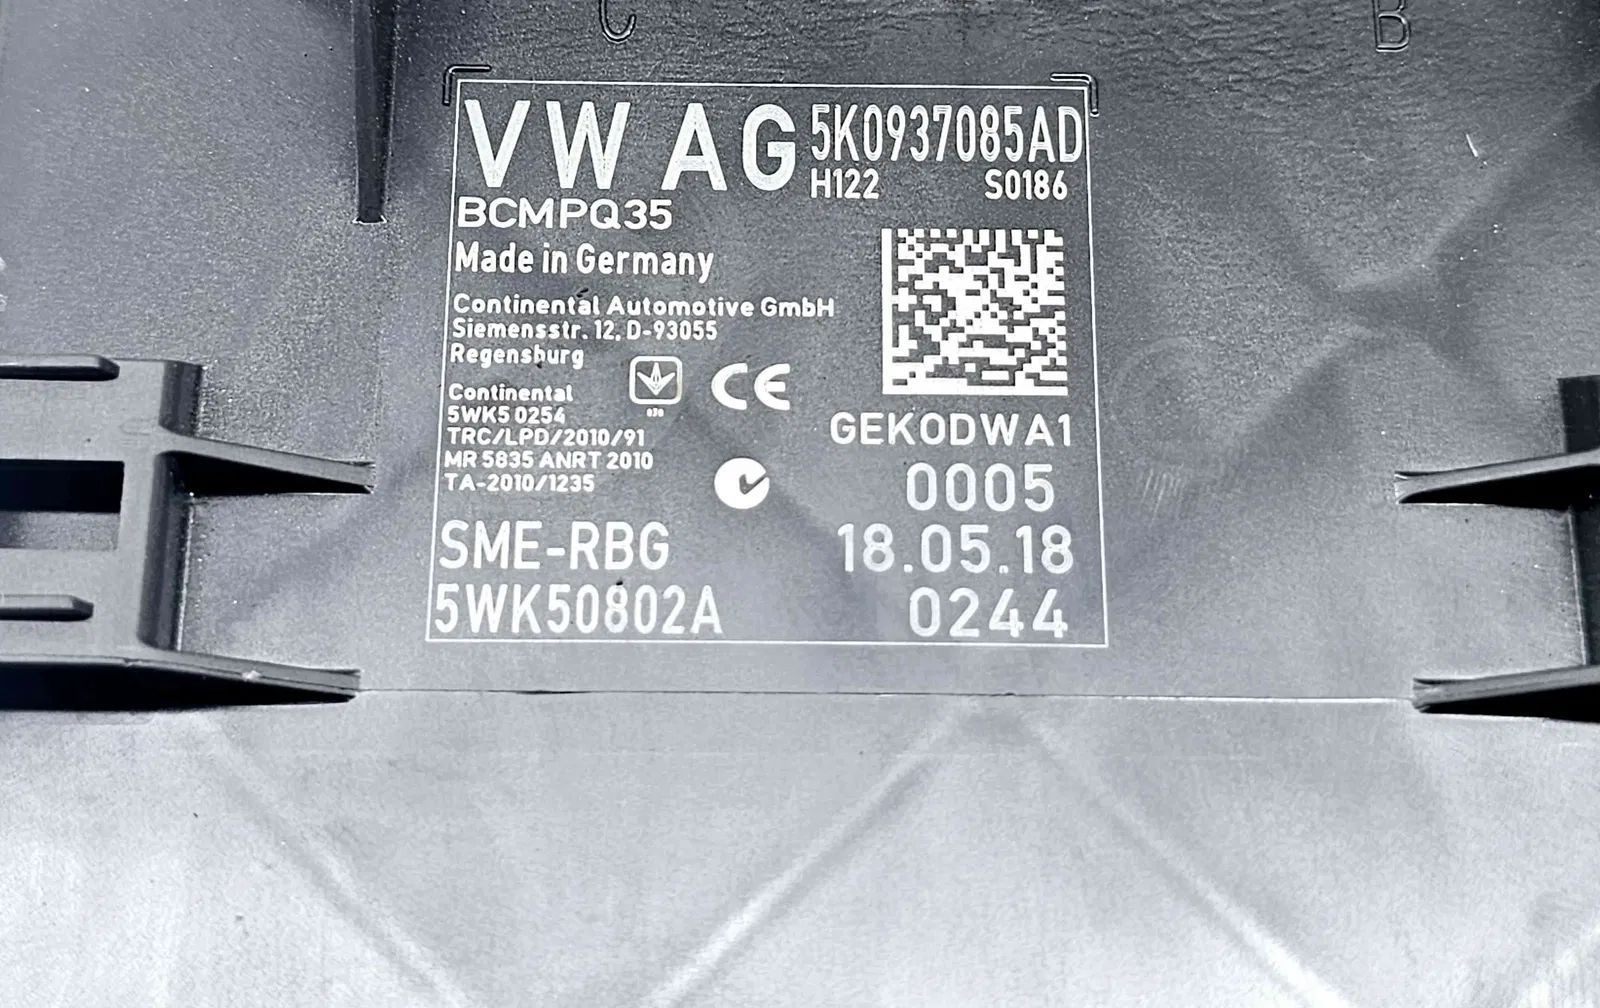 C
B
VW AG 5K0937085AD
H122 S0186
BCMPQ35
Made in Germany
Continental Automotive GmbH
Siemensstr. 12, D-93055
Regensburg
CE
Continental
5WK5 0254
TRC/LPD/2010/91
MR 5835 ANRT 2010
TA-2010/1235
GEK0DWA1
0005
SME-RBG 18.05.18
5WK50802A 0244